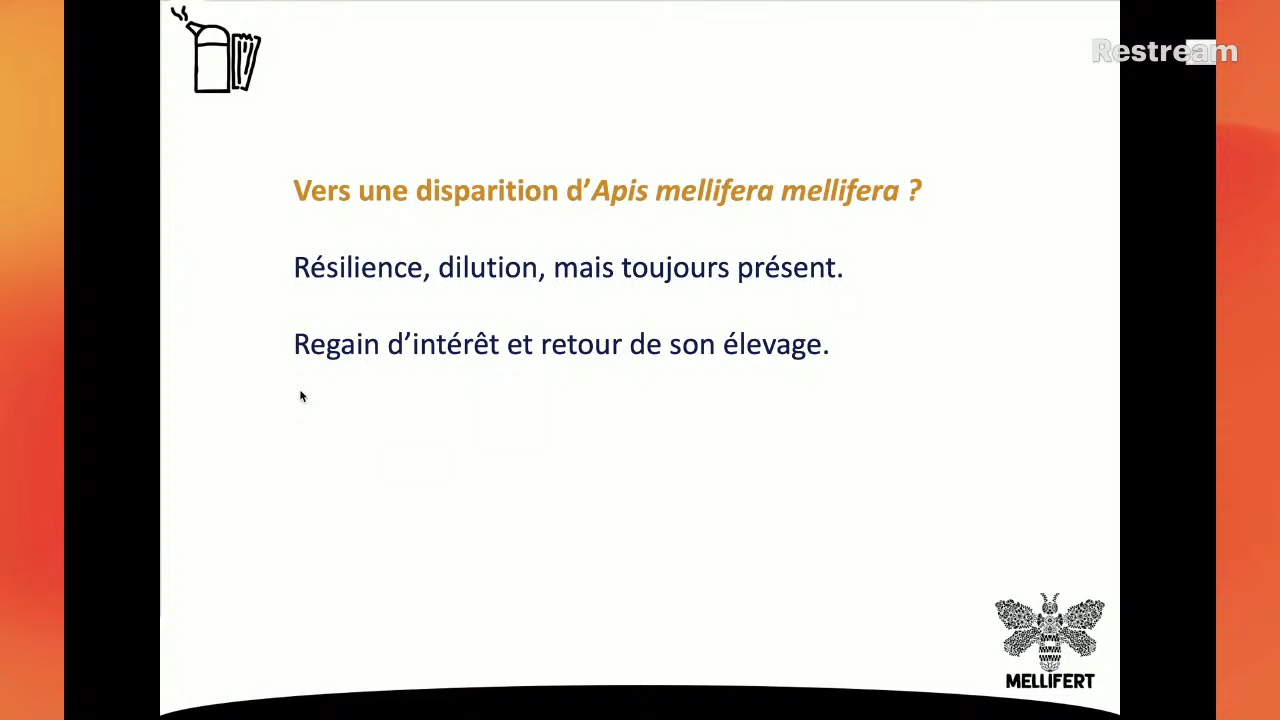 Restream
Vers une disparition d’Apis mellifera mellifera ?
Résilience, dilution, mais toujours présent.
Regain d’intérêt et retour de son élevage.
MELLIFERT